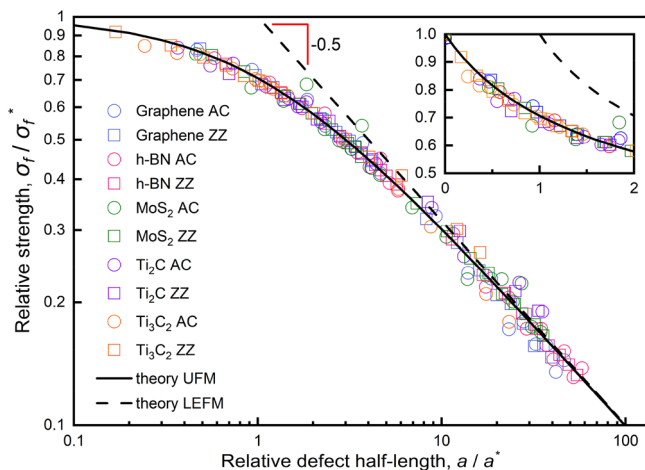 1
0.9
0.8
0.7
0.6
0.5
0.4
0.3
0.2
0.1
Relative strength, σf / σf*
-0.5
Graphene AC
Graphene ZZ
h-BN AC
h-BN ZZ
MoS2 AC
MoS2 ZZ
Ti2C AC
Ti2C ZZ
Ti3C2 AC
Ti3C2 ZZ
theory UFM
theory LEFM
1.0
0.9
0.8
0.7
0.6
0.5
0 1 2
0.1 1 10 100
Relative defect half-length, a / a*